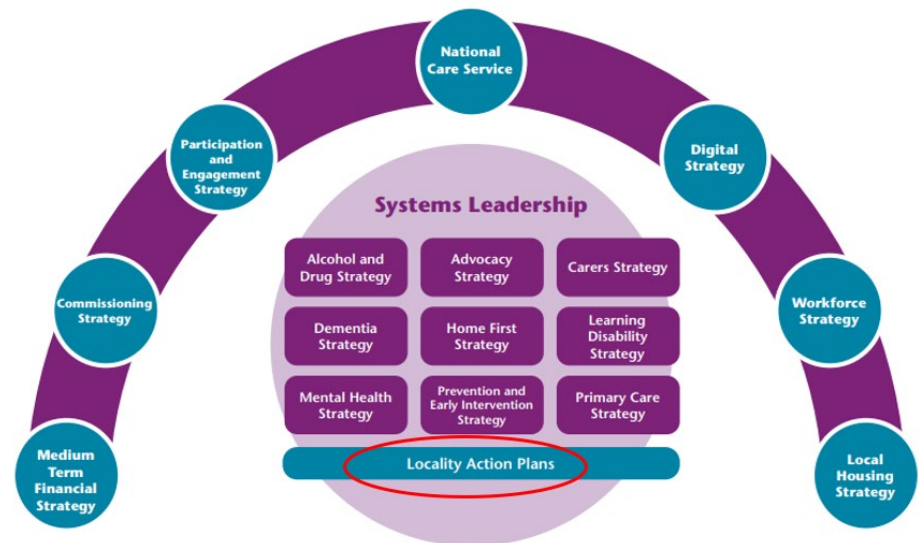 National
Care Service
Participation
and
Engagement
Strategy
Digital
Strategy
Commissioning
Strategy
Workforce
Strategy
Medium
Term
Financial
Strategy
Local
Housing
Strategy
Systems Leadership
Alcohol and
Drug Strategy
Advocacy
Strategy
Carers Strategy
Dementia
Strategy
Home First
Strategy
Learning
Disability
Strategy
Mental Health
Strategy
Prevention and
Early Intervention
Strategy
Primary Care
Strategy
Locality Action Plans